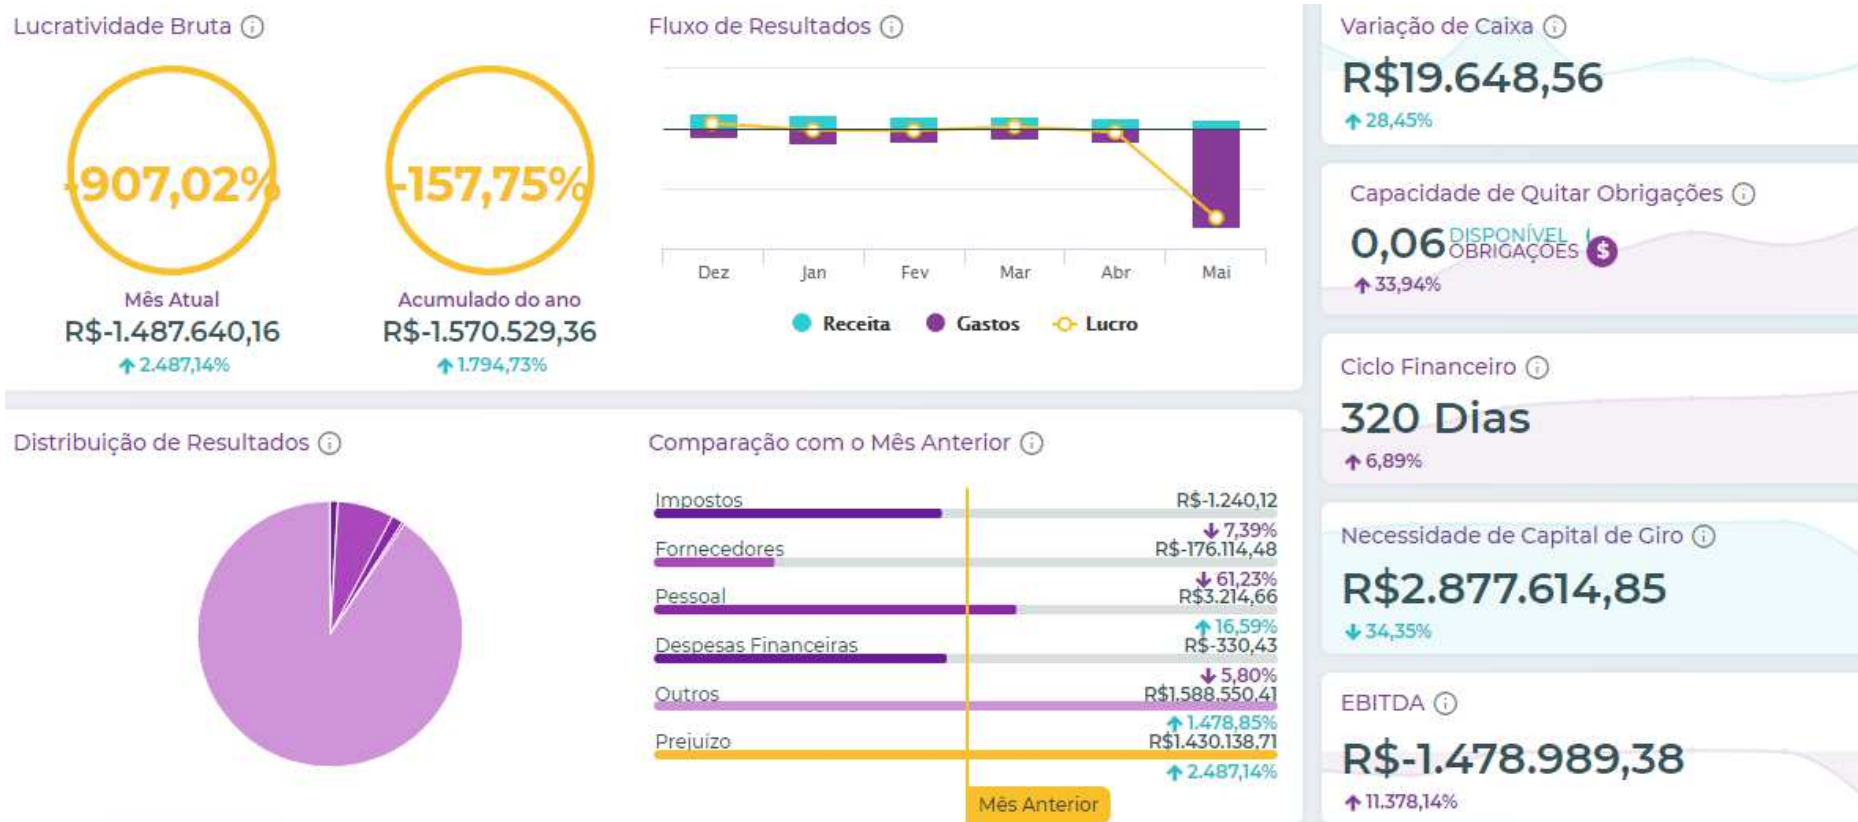 Lucratividade Bruta
-907,02%
Mês Atual
R$-1.487.640,16
2.487,14%
-157,75%
Acumulado do ano
R$-1.570.529,36
1.794,73%
Fluxo de Resultados
Dez Jan Fev Mar Abr Mai
Receita Gastos Lucro
Variação de Caixa
R$19.648,56
28,45%
Capacidade de Quitar Obrigações
0,06 DISPONÍVEL
OBRIGAÇÕES $
33,94%
Ciclo Financeiro
320 Dias
6,89%
Necessidade de Capital de Giro
R$2.877.614,85
34,35%
EBITDA
R$-1.478.989,38
11.378,14%
Distribuição de Resultados
Comparação com o Mês Anterior
Impostos R$-1.240,12
7,39%
Fornecedores R$-176.114,48
61,23%
Pessoal R$3.214,66
16,59%
Despesas Financeiras R$-330,43
5,80%
Outros R$1.588.550,41
1.478,85%
Prejuízo R$1.430.138,71
2.487,14%
Mês Anterior